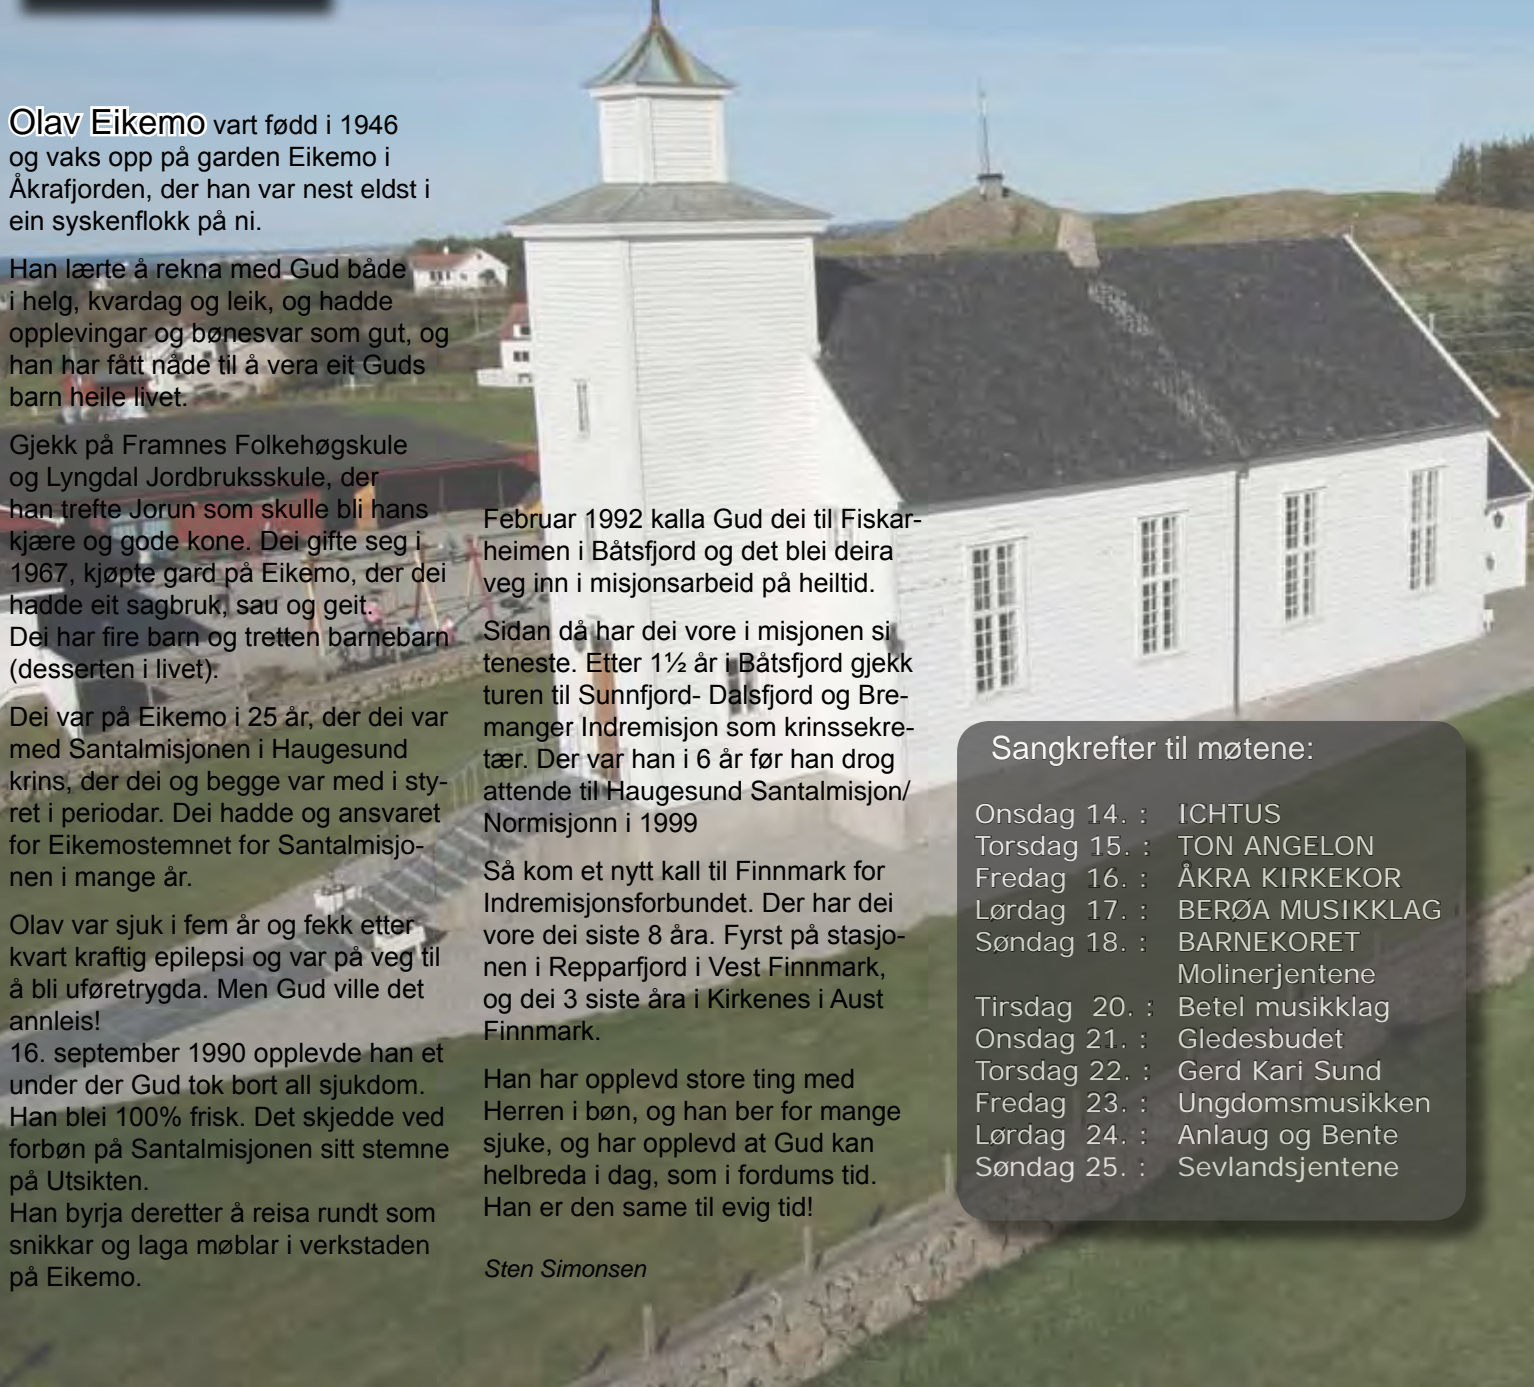 Olav Eikemo vart fødd i 1946
og vaks opp på garden Eikemo i
Åkrafjorden, der han var nest eldst i
ein syskenflokk på ni.
Han lærte å rekna med Gud både
i helg, kvardag og leik, og hadde
opplevingar og bønesvar som gut, og
han har fått nåde til å vera eit Guds
barn heile livet.
Gjekk på Framnes Folkehøgskule
og Lyngdal Jordbruksskule, der
han trefte Jorun som skulle bli hans
kjære og gode kone. Dei gifte seg i
1967, kjøpte gard på Eikemo, der dei
hadde eit sagbruk, sau og geit.
Dei har fire barn og tretten barnebarn
(desserten i livet).
Dei var på Eikemo i 25 år, der dei var
med Santalmisjonen i Haugesund
krins, der dei og begge var med i sty-
ret i periodar. Dei hadde og ansvaret
for Eikemostemnet for Santalmisjo-
nen i mange år.
Olav var sjuk i fem år og fekk etter
kvart kraftig epilepsi og var på veg til
å bli uføretrygda. Men Gud ville det
annleis!
16. september 1990 opplevde han et
under der Gud tok bort all sjukdom.
Han blei 100% frisk. Det skjedde ved
forbøn på Santalmisjonen sitt stemne
på Utsikten.
Han byrja deretter å reisa rundt som
snikkar og laga møblar i verkstaden
på Eikemo.
Februar 1992 kalla Gud dei til Fiskar-
heimen i Båtsfjord og det blei deira
veg inn i misjonsarbeid på heiltid.
Sidan då har dei vore i misjonen si
teneste. Etter 1½ år i Båtsfjord gjekk
turen til Sunnfjord- Dalsfjord og Bre-
manger Indremisjon som krinssekre-
tær. Der var han i 6 år før han drog
attende til Haugesund Santalmisjon/
Normisjonn i 1999
Så kom et nytt kall til Finnmark for
Indremisjonsforbundet. Der har dei
vore dei siste 8 åra. Fyrst på stasjo-
nen i Repparfjord i Vest Finnmark,
og dei 3 siste åra i Kirkenes i Aust
Finnmark.
Han har opplevd store ting med
Herren i bøn, og han ber for mange
sjuke, og har opplevd at Gud kan
helbreda i dag, som i fordums tid.
Han er den same til evig tid!
Sten Simonsen
Sangkrefter til møtene:
Onsdag 14. : ICHTUS
Torsdag 15. : TON ANGELON
Fredag 16. : ÅKRA KIRKEKOR
Lørdag 17. : BERØA MUSIKKLAG
Søndag 18. : BARNEKORET
Molinerjentene
Tirsdag 20. : Betel musikklag
Onsdag 21. : Gledesbudet
Torsdag 22. : Gerd Kari Sund
Fredag 23. : Ungdomsmusikken
Lørdag 24. : Anlaug og Bente
Søndag 25. : Sevlandsjentene